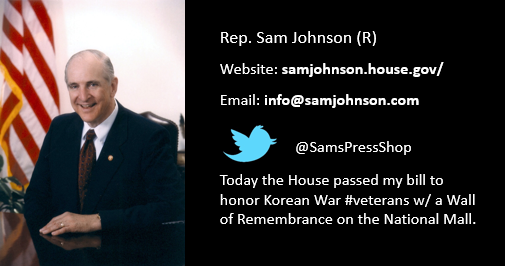 Rep. Sam Johnson (R)
Website: samjohnson.house.gov/
Email: info@samjohnson.com
@SamsPressShop
Today the House passed my bill to
honor Korean War #veterans w/ a Wall
of Remembrance on the National Mall.